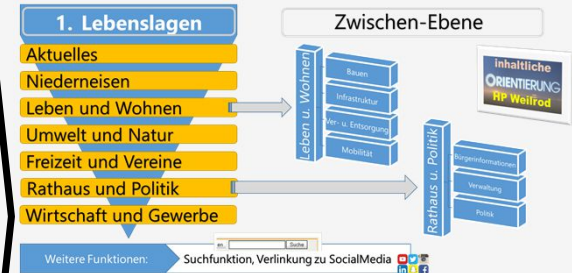 1. Lebenslagen
Zwischen-Ebene
Aktuelles
Niederneisen
Leben und Wohnen
Umwelt und Natur
Freizeit und Vereine
Rathaus und Politik
Wirtschaft und Gewerbe
Leben u. Wohnen
Bauen
Infrastruktur
Ver- u. Entsorgung
Mobilität
inhaltliche
ORIENTIERUNG
HP Weilrod
Rathaus u. Politik
Bürgerinformationen
Verwaltung
Politik
Weitere Funktionen:
Suche
Suchfunktion, Verlinkung zu SocialMedia